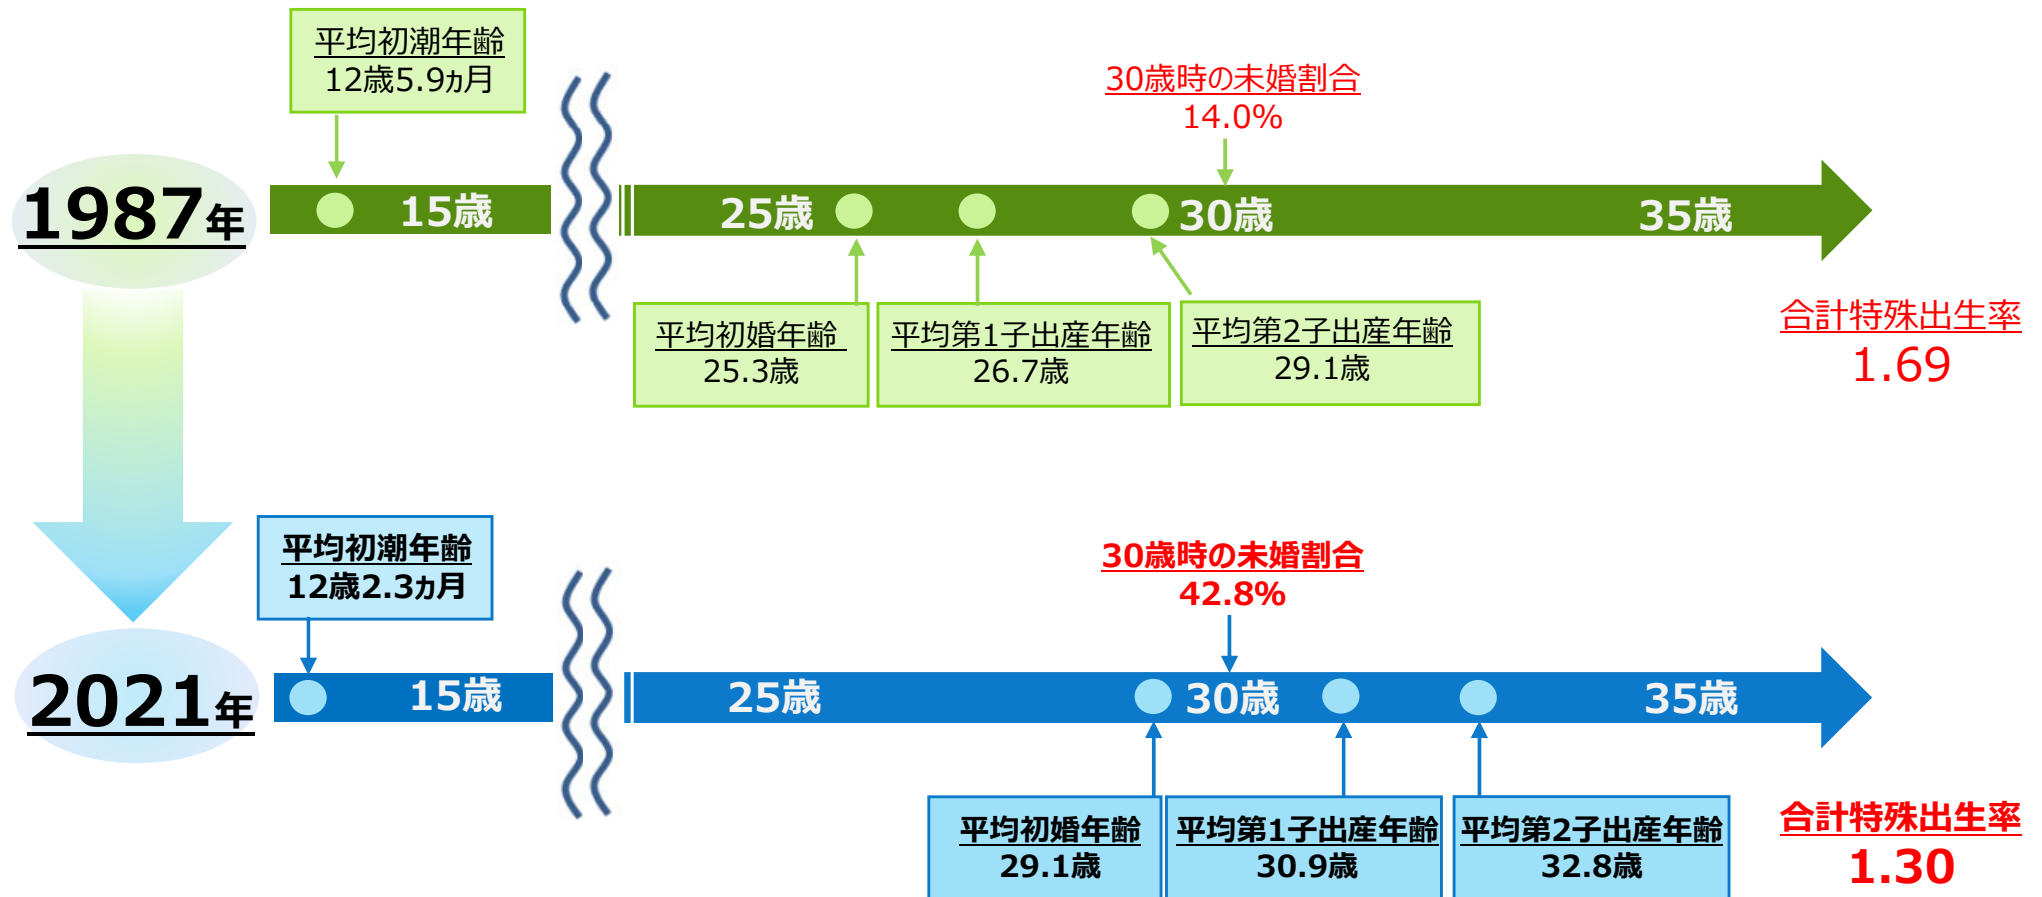 平均初潮年齢
12歳5.9ヵ月
30歳時の未婚割合
14.0%
1987年
15歳
25歳
30歳
35歳
平均初婚年齢
25.3歳
平均第1子出産年齢
26.7歳
平均第2子出産年齢
29.1歳
合計特殊出生率
1.69
平均初潮年齢
12歳2.3ヵ月
30歳時の未婚割合
42.8%
2021年
15歳
25歳
30歳
35歳
平均初婚年齢
29.1歳
平均第1子出産年齢
30.9歳
平均第2子出産年齢
32.8歳
合計特殊出生率
1.30